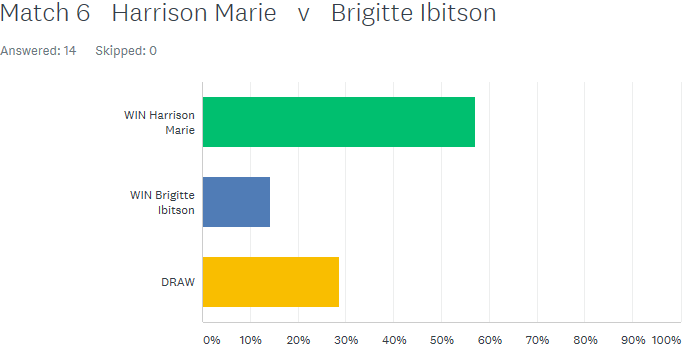 Match 6 Harrison Marie v Brigitte Ibitson
Answered: 14 Skipped: 0
WIN Harrison
Marie
WIN Brigitte
Ibitson
DRAW
0% 10% 20% 30% 40% 50% 60% 70% 80% 90% 100%